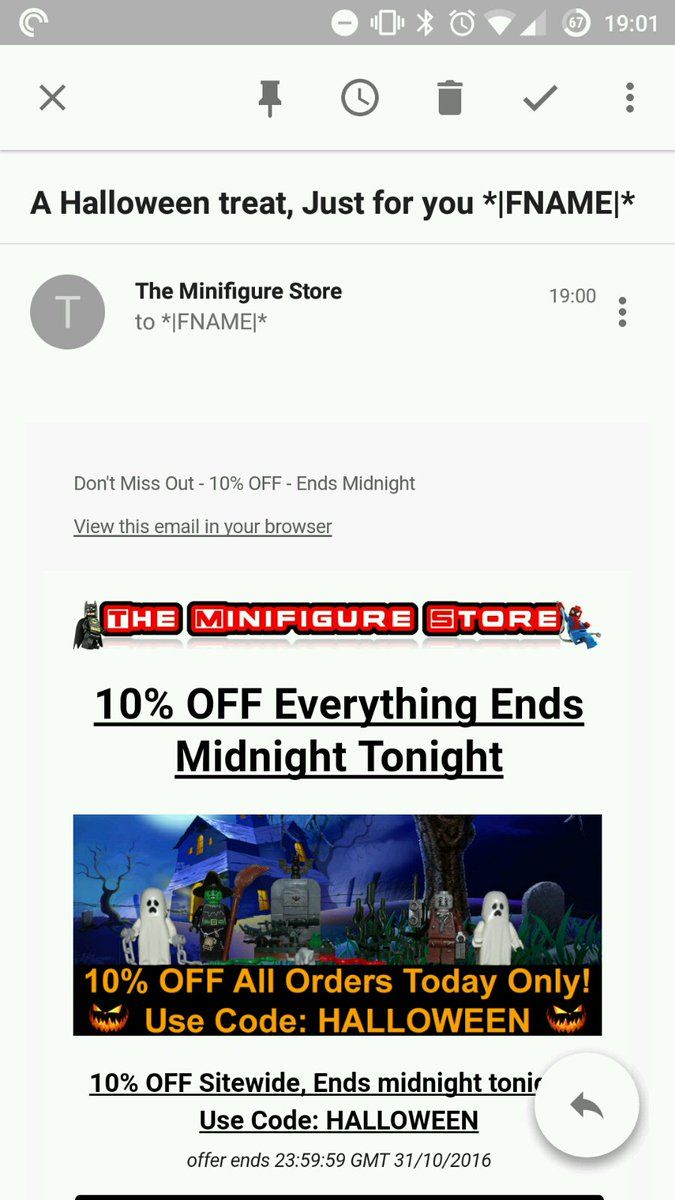 67 19:01
A Halloween treat, Just for you *|FNAME|*
T
The Minifigure Store
19:00
to *|FNAME|*
Don't Miss Out - 10% OFF - Ends Midnight
View this email in your browser
THE MINIFIGURE STORE
10% OFF Everything Ends
Midnight Tonight
10% OFF All Orders Today Only!
Use Code: HALLOWEEN
10% OFF Sitewide, Ends midnight
Use Code: HALLOWEEN
offer ends 23:59:59 GMT 31/10/2016